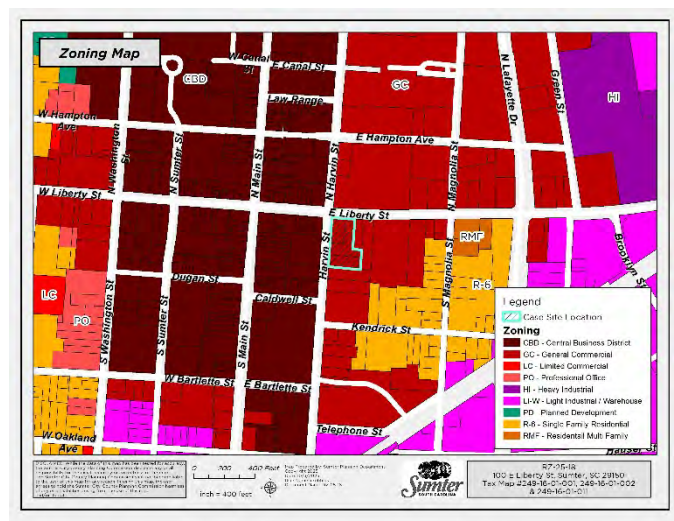 Zoning Map
W Canal St
E Canal St
CBD
GC
HI
Law Range
W Hampton Ave
E Hampton Ave
N Washington St
N Sumter St
N Main St
N Harvin St
N Magnolia St
N Lafayette Dr
Green St
W Liberty St
E Liberty St
Harvin St
RMF
R-6
Brooklyn St
LC
PO
Dugan St
Caldwell St
Kendrick St
S Washington St
S Sumter St
S Main St
S Magnolia St
W Bartlette St
E Bartlette St
Telephone St
W Oakland Ave
Hauser St
Legend
Case Site Location
Zoning
CBD - Central Business District
GC - General Commercial
LC - Limited Commercial
PO - Professional Office
HI - Heavy Industrial
LI-W - Light Industrial / Warehouse
PD - Planned Development
R-6 - Single Family Residential
RMF - Residental Multi Family
0 200 400 Feet
1 inch = 400 feet
Sumter
SOUTH CAROLINA
RZ-25-18
100 E Liberty St, Sumter, SC 29150
Tax Map #249-16-01-001, 249-16-01-002
& 249-16-01-011